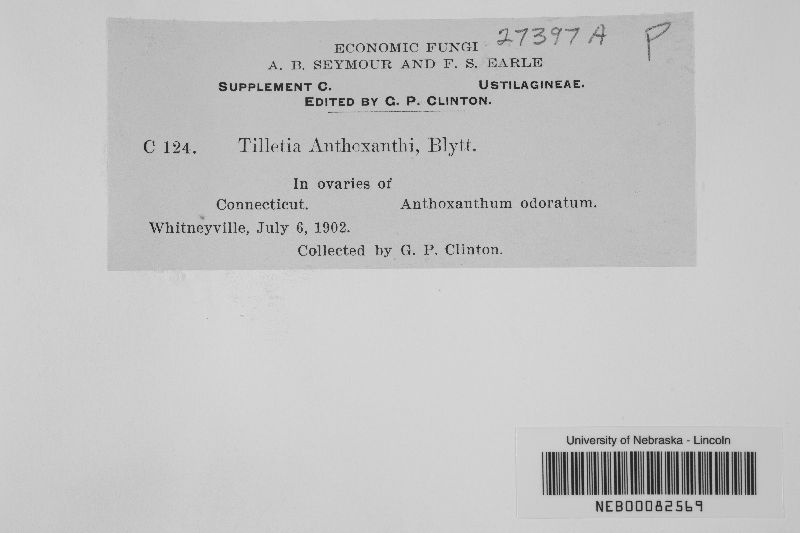 ECONOMIC FUNGI 27397 A P
A. B. SEYMOUR AND F. S. EARLE
SUPPLEMENT C. USTILAGINEAE.
EDITED BY G. P. CLINTON.
C 124. Tilletia Anthoxanthi, Blytt.
In ovaries of
Connecticut. Anthoxanthum odoratum.
Whitneyville, July 6, 1902.
Collected by G. P. Clinton.
University of Nebraska - Lincoln
NEB00082569